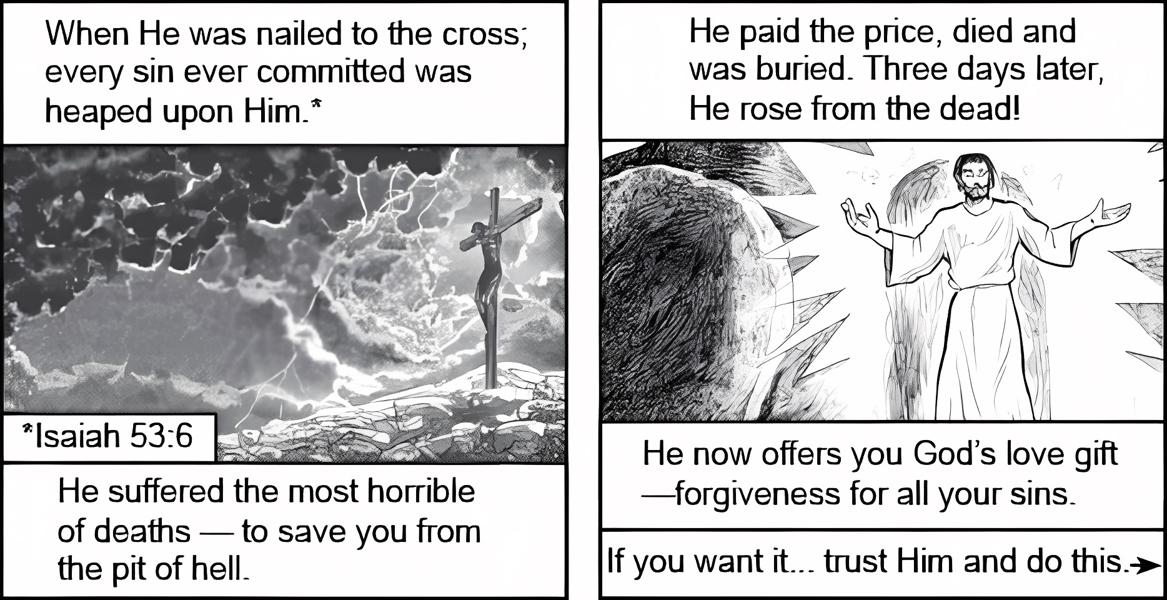 When He was nailed to the cross;
every sin ever committed was
heaped upon Him.*
*Isaiah 53:6
He suffered the most horrible
of deaths — to save you from
the pit of hell.
He paid the price, died and
was buried. Three days later,
He rose from the dead!
He now offers you God's love gift
—forgiveness for all your sins.
If you want it... trust Him and do this.